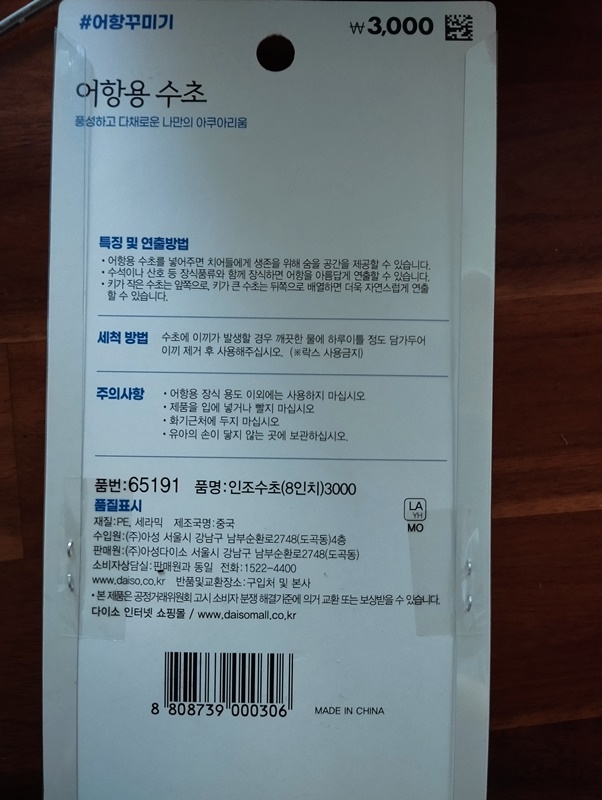 #어항꾸미기
₩3,000
어항용 수초
풍성하고 다채로운 나만의 아쿠아리움
특징 및 연출방법
• 어항용 수초를 넣어주면 치어들에게 생존을 위해 숨을 공간을 제공할 수 있습니다.
• 수석이나 산호 등 장식품류와 함께 장식하면 어항을 아름답게 연출할 수 있습니다.
• 키가 작은 수초는 앞쪽으로, 키가 큰 수초는 뒤쪽으로 배열하면 더욱 자연스럽게 연출
할 수 있습니다.
세척 방법
수초에 이끼가 발생할 경우 깨끗한 물에 하루이틀 정도 담가두어
이끼 제거 후 사용해주십시오. (※락스 사용금지)
주의사항
• 어항용 장식 용도 이외에는 사용하지 마십시오
• 제품을 입에 넣거나 빨지 마십시오
• 화기근처에 두지 마십시오
• 유아의 손이 닿지 않는 곳에 보관하십시오.
품번:65191 품명:인조수초(8인치)3000
품질표시
재질:PE, 세라믹 제조국명:중국
수입원:(주)아성 서울시 강남구 남부순환로2748(도곡동)4층
판매원:(주)아성다이소 서울시 강남구 남부순환로2748(도곡동)
소비자상담실:판매원과 동일 전화:1522-4400
www.daiso.co.kr 반품및교환장소:구입처 및 본사
• 본 제품은 공정거래위원회 고시 소비자 분쟁 해결기준에 의거 교환 또는 보상받을 수 있습니다.
다이소 인터넷 쇼핑몰 / www.daisomall.co.kr
LA
YH
MO
8 808739 000306
MADE IN CHINA